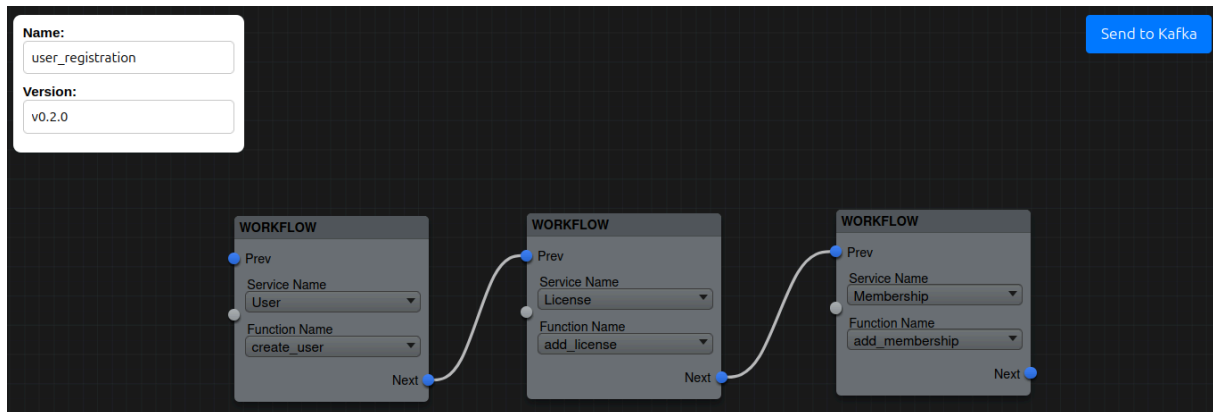 Name:
user_registration
Version:
v0.2.0
Send to Kafka
WORKFLOW
Prev
Service Name
User
Function Name
create_user
Next
WORKFLOW
Prev
Service Name
License
Function Name
add_license
Next
WORKFLOW
Prev
Service Name
Membership
Function Name
add_membership
Next